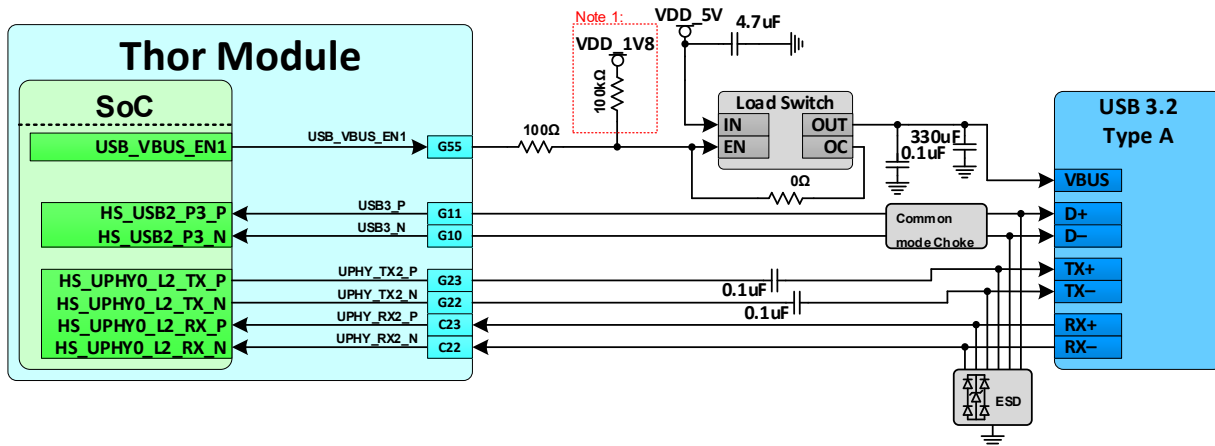 Note 1:
VDD_5V
4.7uF
VDD_1V8
Thor Module
100kΩ
SoC
Load Switch
USB 3.2
Type A
USB_VBUS_EN1
USB_VBUS_EN1
G55
100Ω
IN
OUT
EN
OC
330uF
0.1uF
0Ω
VBUS
HS_USB2_P3_P
USB3_P
G11
Common
mode Choke
D+
HS_USB2_P3_N
USB3_N
G10
D−
HS_UPHY0_L2_TX_P
UPHY_TX2_P
G23
0.1uF
TX+
HS_UPHY0_L2_TX_N
UPHY_TX2_N
G22
0.1uF
TX−
HS_UPHY0_L2_RX_P
UPHY_RX2_P
C23
RX+
HS_UPHY0_L2_RX_N
UPHY_RX2_N
C22
RX−
ESD